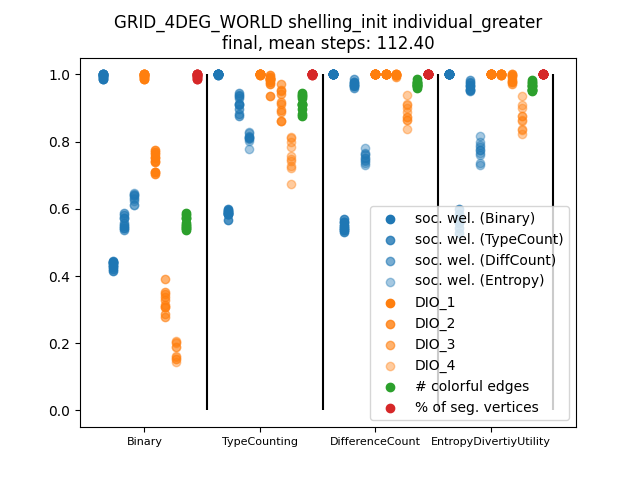 GRID_4DEG_WORLD shelling_init individual_greater
final, mean steps: 112.40
1.0
0.8
0.6
0.4
0.2
0.0
soc. wel. (Binary)
soc. wel. (TypeCount)
soc. wel. (DiffCount)
soc. wel. (Entropy)
DIO_1
DIO_2
DIO_3
DIO_4
# colorful edges
% of seg. vertices
Binary
TypeCounting
DifferenceCount
EntropyDivertiyUtility